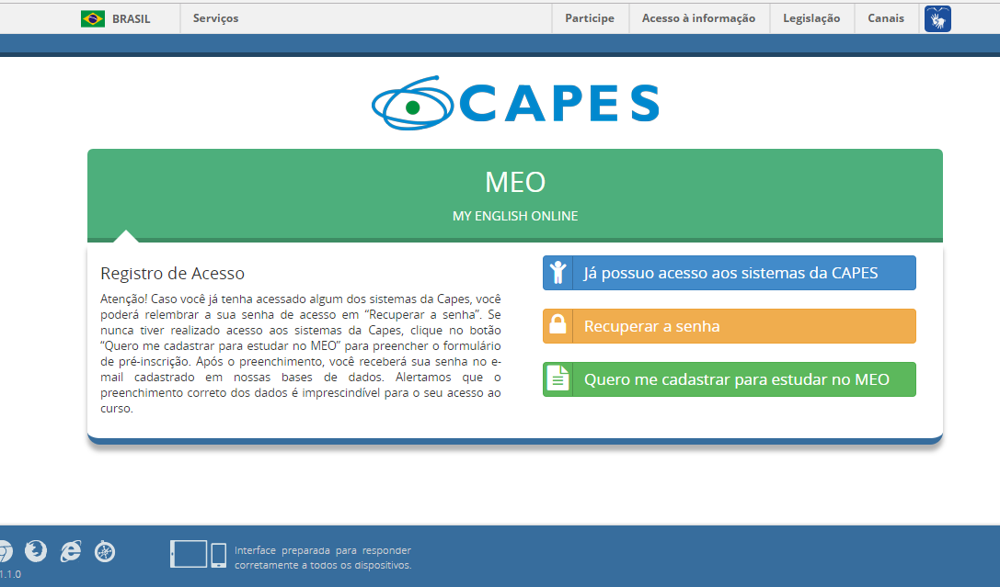 BRASIL
Serviços
Participe
Acesso à informação
Legislação
Canais
CAPES
MEO
MY ENGLISH ONLINE
Registro de Acesso
Atenção! Caso você já tenha acessado algum dos sistemas da Capes, você
poderá relembrar a sua senha de acesso em “Recuperar a senha”. Se
nunca tiver realizado acesso aos sistemas da Capes, clique no botão
“Quero me cadastrar para estudar no MEO” para preencher o formulário
de pré-inscrição. Após o preenchimento, você receberá sua senha no e-
mail cadastrado em nossas bases de dados. Alertamos que o
preenchimento correto dos dados é imprescindível para o seu acesso ao
curso.
Já possuo acesso aos sistemas da CAPES
Recuperar a senha
Quero me cadastrar para estudar no MEO
Interface preparada para responder
corretamente a todos os dispositivos.
1.1.0